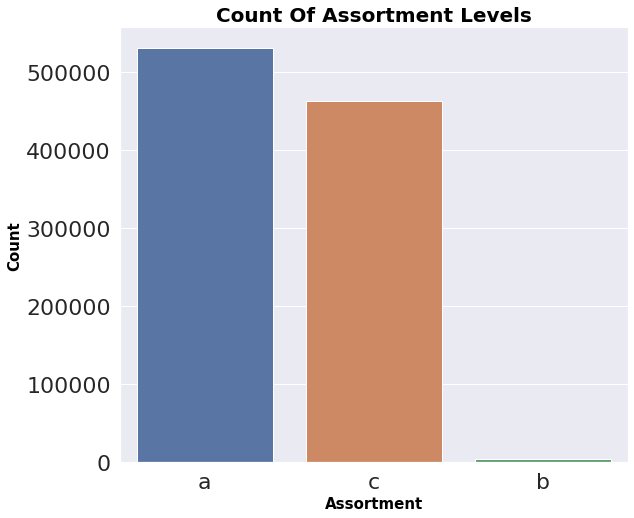 Count Of Assortment Levels
500000
400000
300000
200000
100000
0
Count
a c b
Assortment